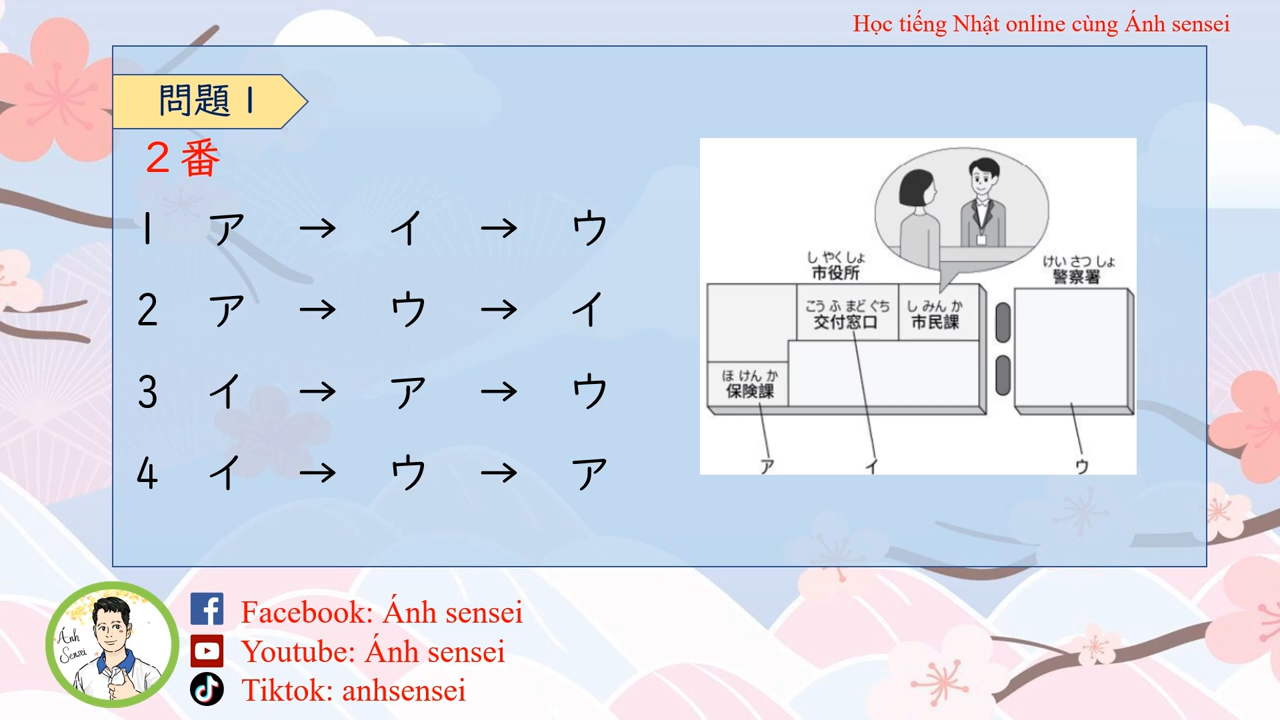 Học tiếng Nhật online cùng Ánh sensei
問題1
2番
1 ア → イ → ウ
2 ア → ウ → イ
3 イ → ア → ウ
4 イ → ウ → ア
し やく しょ
市役所
けい さつ しょ
警察署
こう ふ まど ぐち
交付窓口
し みん か
市民課
ほ けん か
保険課
ア
イ
ウ
Ánh
Sensei
Facebook: Ánh sensei
Youtube: Ánh sensei
Tiktok: anhsensei